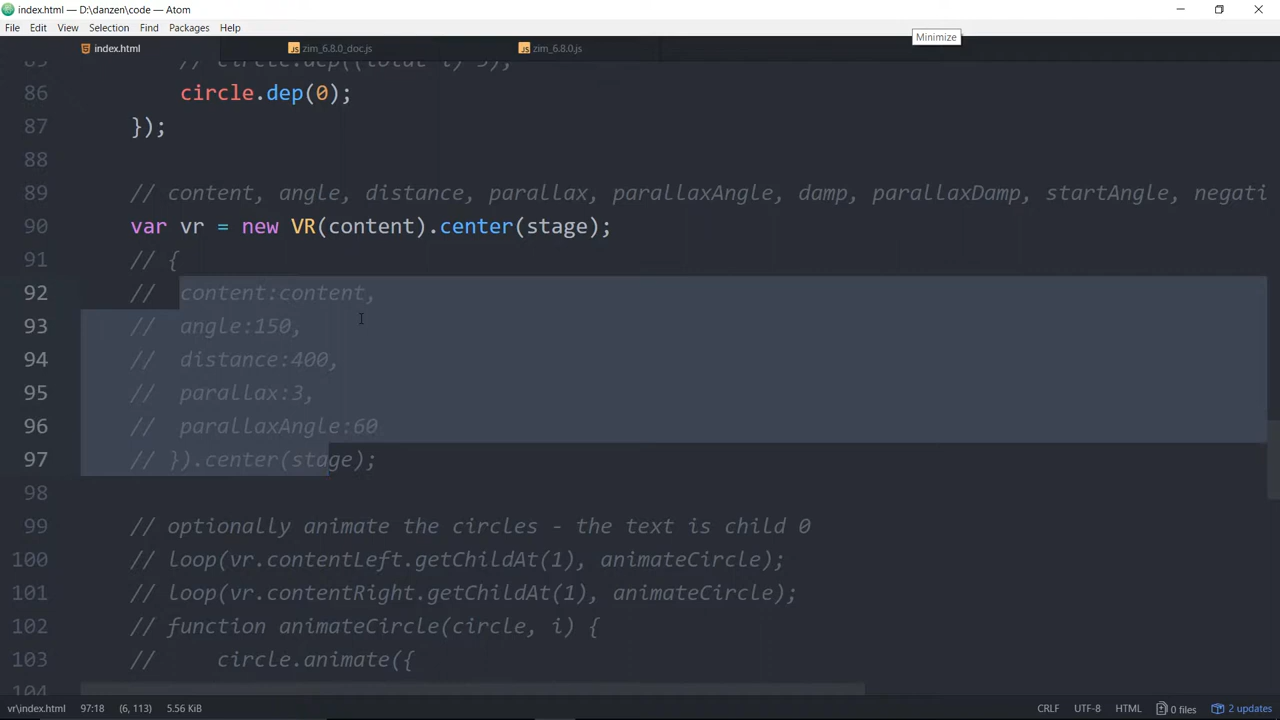 index.html — D:\danzen\code — Atom
File Edit View Selection Find Packages Help
Minimize
index.html
zim_6.8.0_doc.js
zim_6.8.0.js
86 circle.dep(0);
87 });
88
89 // content, angle, distance, parallax, parallaxAngle, damp, parallaxDamp, startAngle, negati
90 var vr = new VR(content).center(stage);
91 // {
92 // content:content,
93 // angle:150,
94 // distance:400,
95 // parallax:3,
96 // parallaxAngle:60
97 // }).center(stage);
98
99 // optionally animate the circles - the text is child 0
100 // loop(vr.contentLeft.getChildAt(1), animateCircle);
101 // loop(vr.contentRight.getChildAt(1), animateCircle);
102 // function animateCircle(circle, i) {
103 // circle.animate({
104
vr\index.html 97:18 (6, 113) 5.56 KiB CRLF UTF-8 HTML 0 files 2 updates